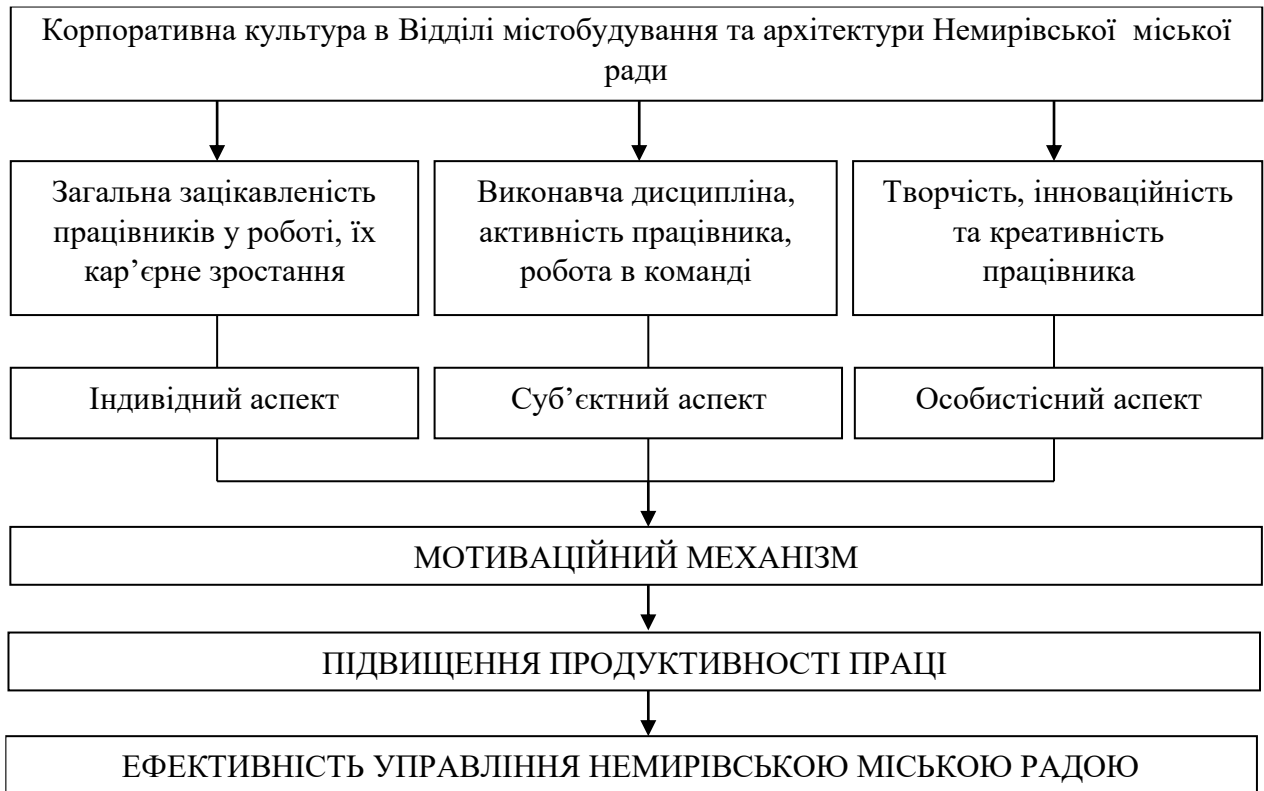 Корпоративна культура в Відділі містобудування та архітектури Немирівської міської
ради
Загальна зацікавленість
працівників у роботі, їх
кар’єрне зростання
Виконавча дисципліна,
активність працівника,
робота в команді
Творчість, інноваційність
та креативність
працівника
Індивідний аспект
Суб’єктний аспект
Особистісний аспект
МОТИВАЦІЙНИЙ МЕХАНІЗМ
ПІДВИЩЕННЯ ПРОДУКТИВНОСТІ ПРАЦІ
ЕФЕКТИВНІСТЬ УПРАВЛІННЯ НЕМИРІВСЬКОЮ МІСЬКОЮ РАДОЮ